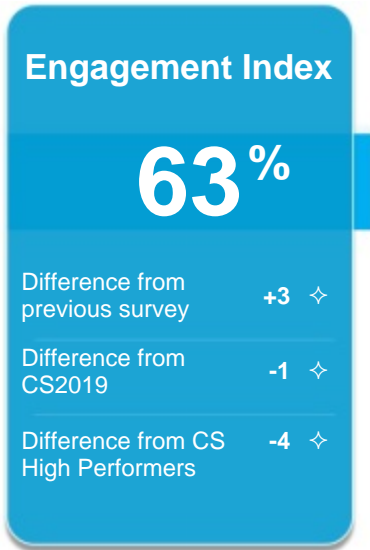 Engagement Index
63%
Difference from
previous survey +3 ✧
Difference from
CS2019 -1 ✧
Difference from CS -4 ✧
High Performers